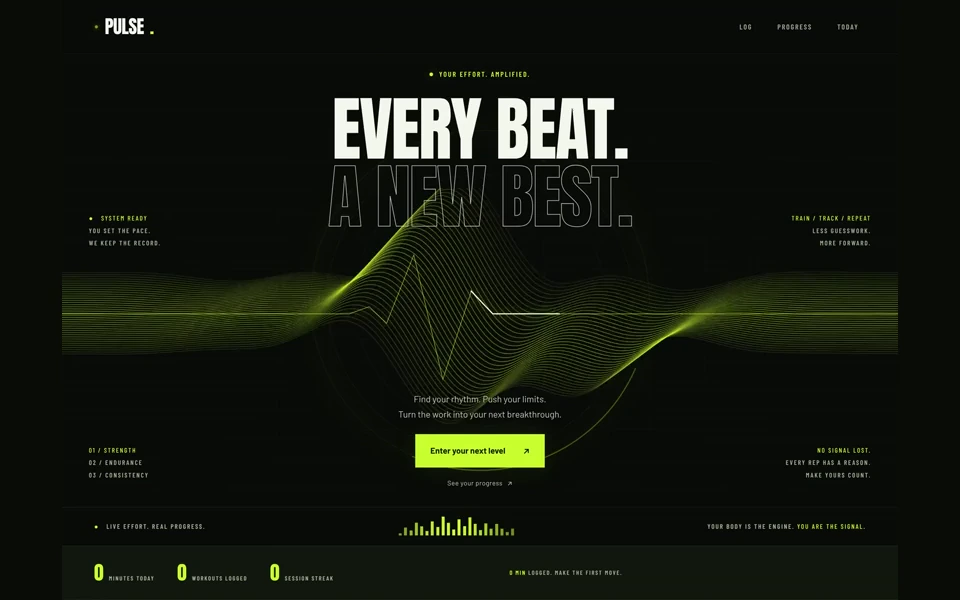 PULSE.
LOG
PROGRESS
TODAY
YOUR EFFORT. AMPLIFIED.
EVERY BEAT.
A NEW BEST.
SYSTEM READY
YOU SET THE PACE.
WE KEEP THE RECORD.
TRAIN / TRACK / REPEAT
LESS GUESSWORK.
MORE FORWARD.
Find your rhythm. Push your limits.
Turn the work into your next breakthrough.
Enter your next level ↗
See your progress ↗
01 / STRENGTH
02 / ENDURANCE
03 / CONSISTENCY
NO SIGNAL LOST.
EVERY REP HAS A REASON.
MAKE YOURS COUNT.
LIVE EFFORT. REAL PROGRESS.
YOUR BODY IS THE ENGINE. YOU ARE THE SIGNAL.
0 MINUTES TODAY
0 WORKOUTS LOGGED
0 SESSION STREAK
0 MIN LOGGED. MAKE THE FIRST MOVE.